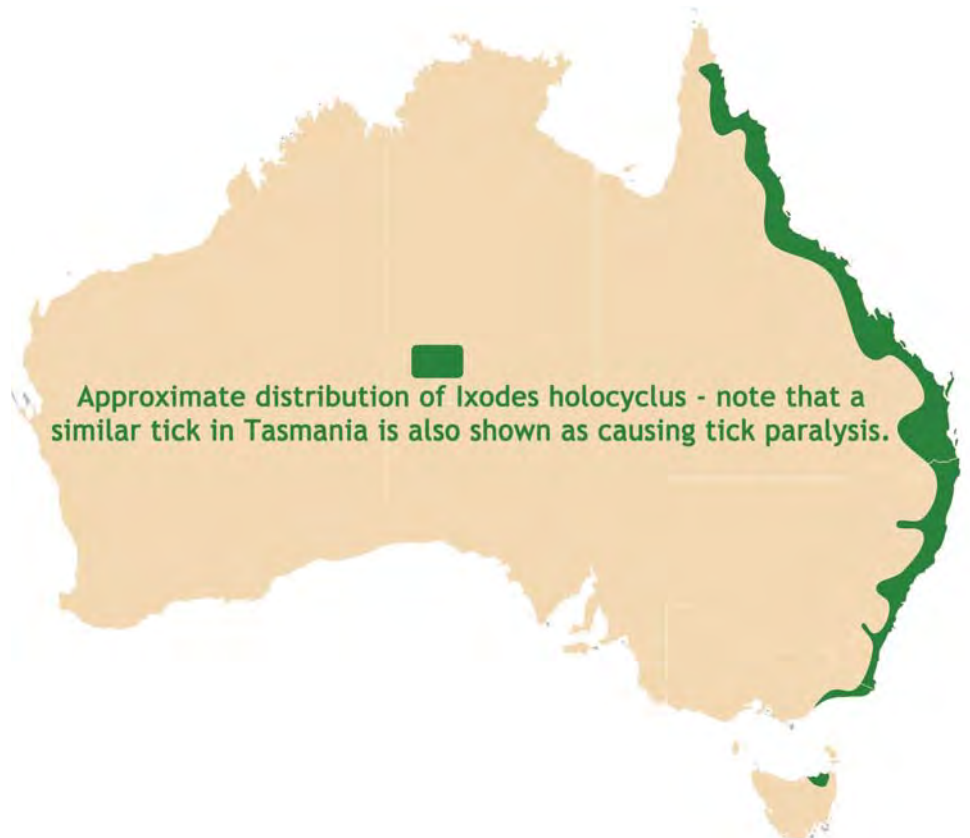 Approximate distribution of Ixodes holocyclus - note that a
similar tick in Tasmania is also shown as causing tick paralysis.